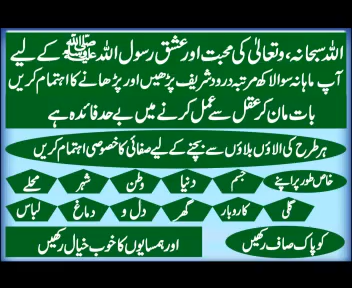 اللہ سبحانہ، وتعالیٰ کی محبت اور عشق رسول اللہ ﷺ کے لیے
آپ ماہانہ سوا لاکھ مرتبہ درود شریف پڑھیں اور پڑھانے کا اہتمام کریں
بات مان کر عقل سے عمل کرنے میں بے حد فائدہ ہے
ہر طرح کی الاؤں بلاؤں سے بچنے کے لیے صفائی کا خصوصی اہتمام کریں
خاص طور پر اپنے جسم دنیا وطن شہر محلے
گلی کاروبار گھر دل و دماغ لباس
کو پاک صاف رکھیں اور ہمسایوں کا خوب خیال رکھیں